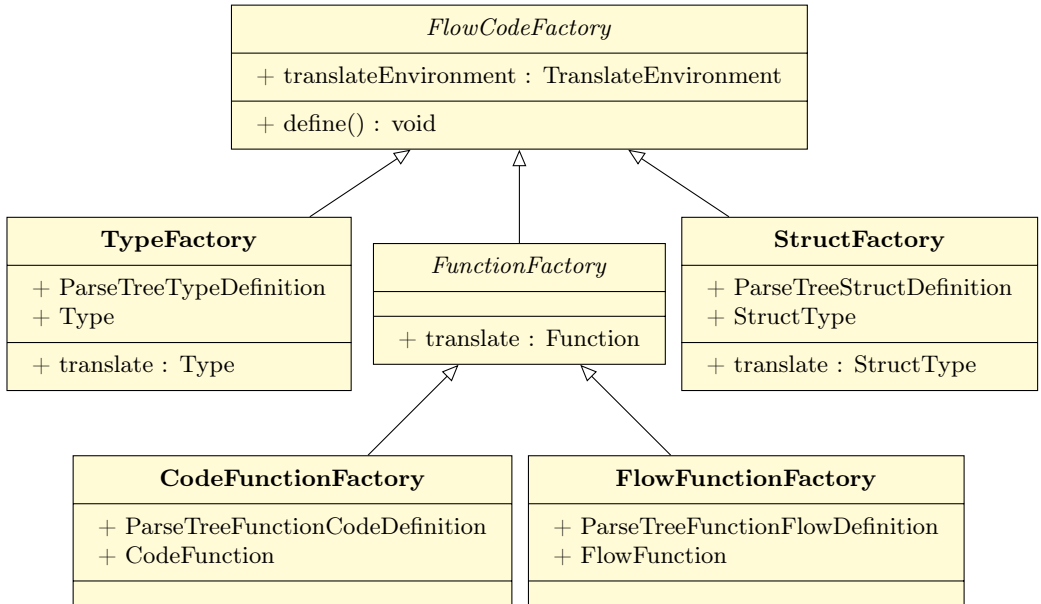 FlowCodeFactory
+ translateEnvironment : TranslateEnvironment
+ define() : void
TypeFactory
+ ParseTreeTypeDefinition
+ Type
+ translate : Type
FunctionFactory
+ translate : Function
StructFactory
+ ParseTreeStructDefinition
+ StructType
+ translate : StructType
CodeFunctionFactory
+ ParseTreeFunctionCodeDefinition
+ CodeFunction
FlowFunctionFactory
+ ParseTreeFunctionFlowDefinition
+ FlowFunction